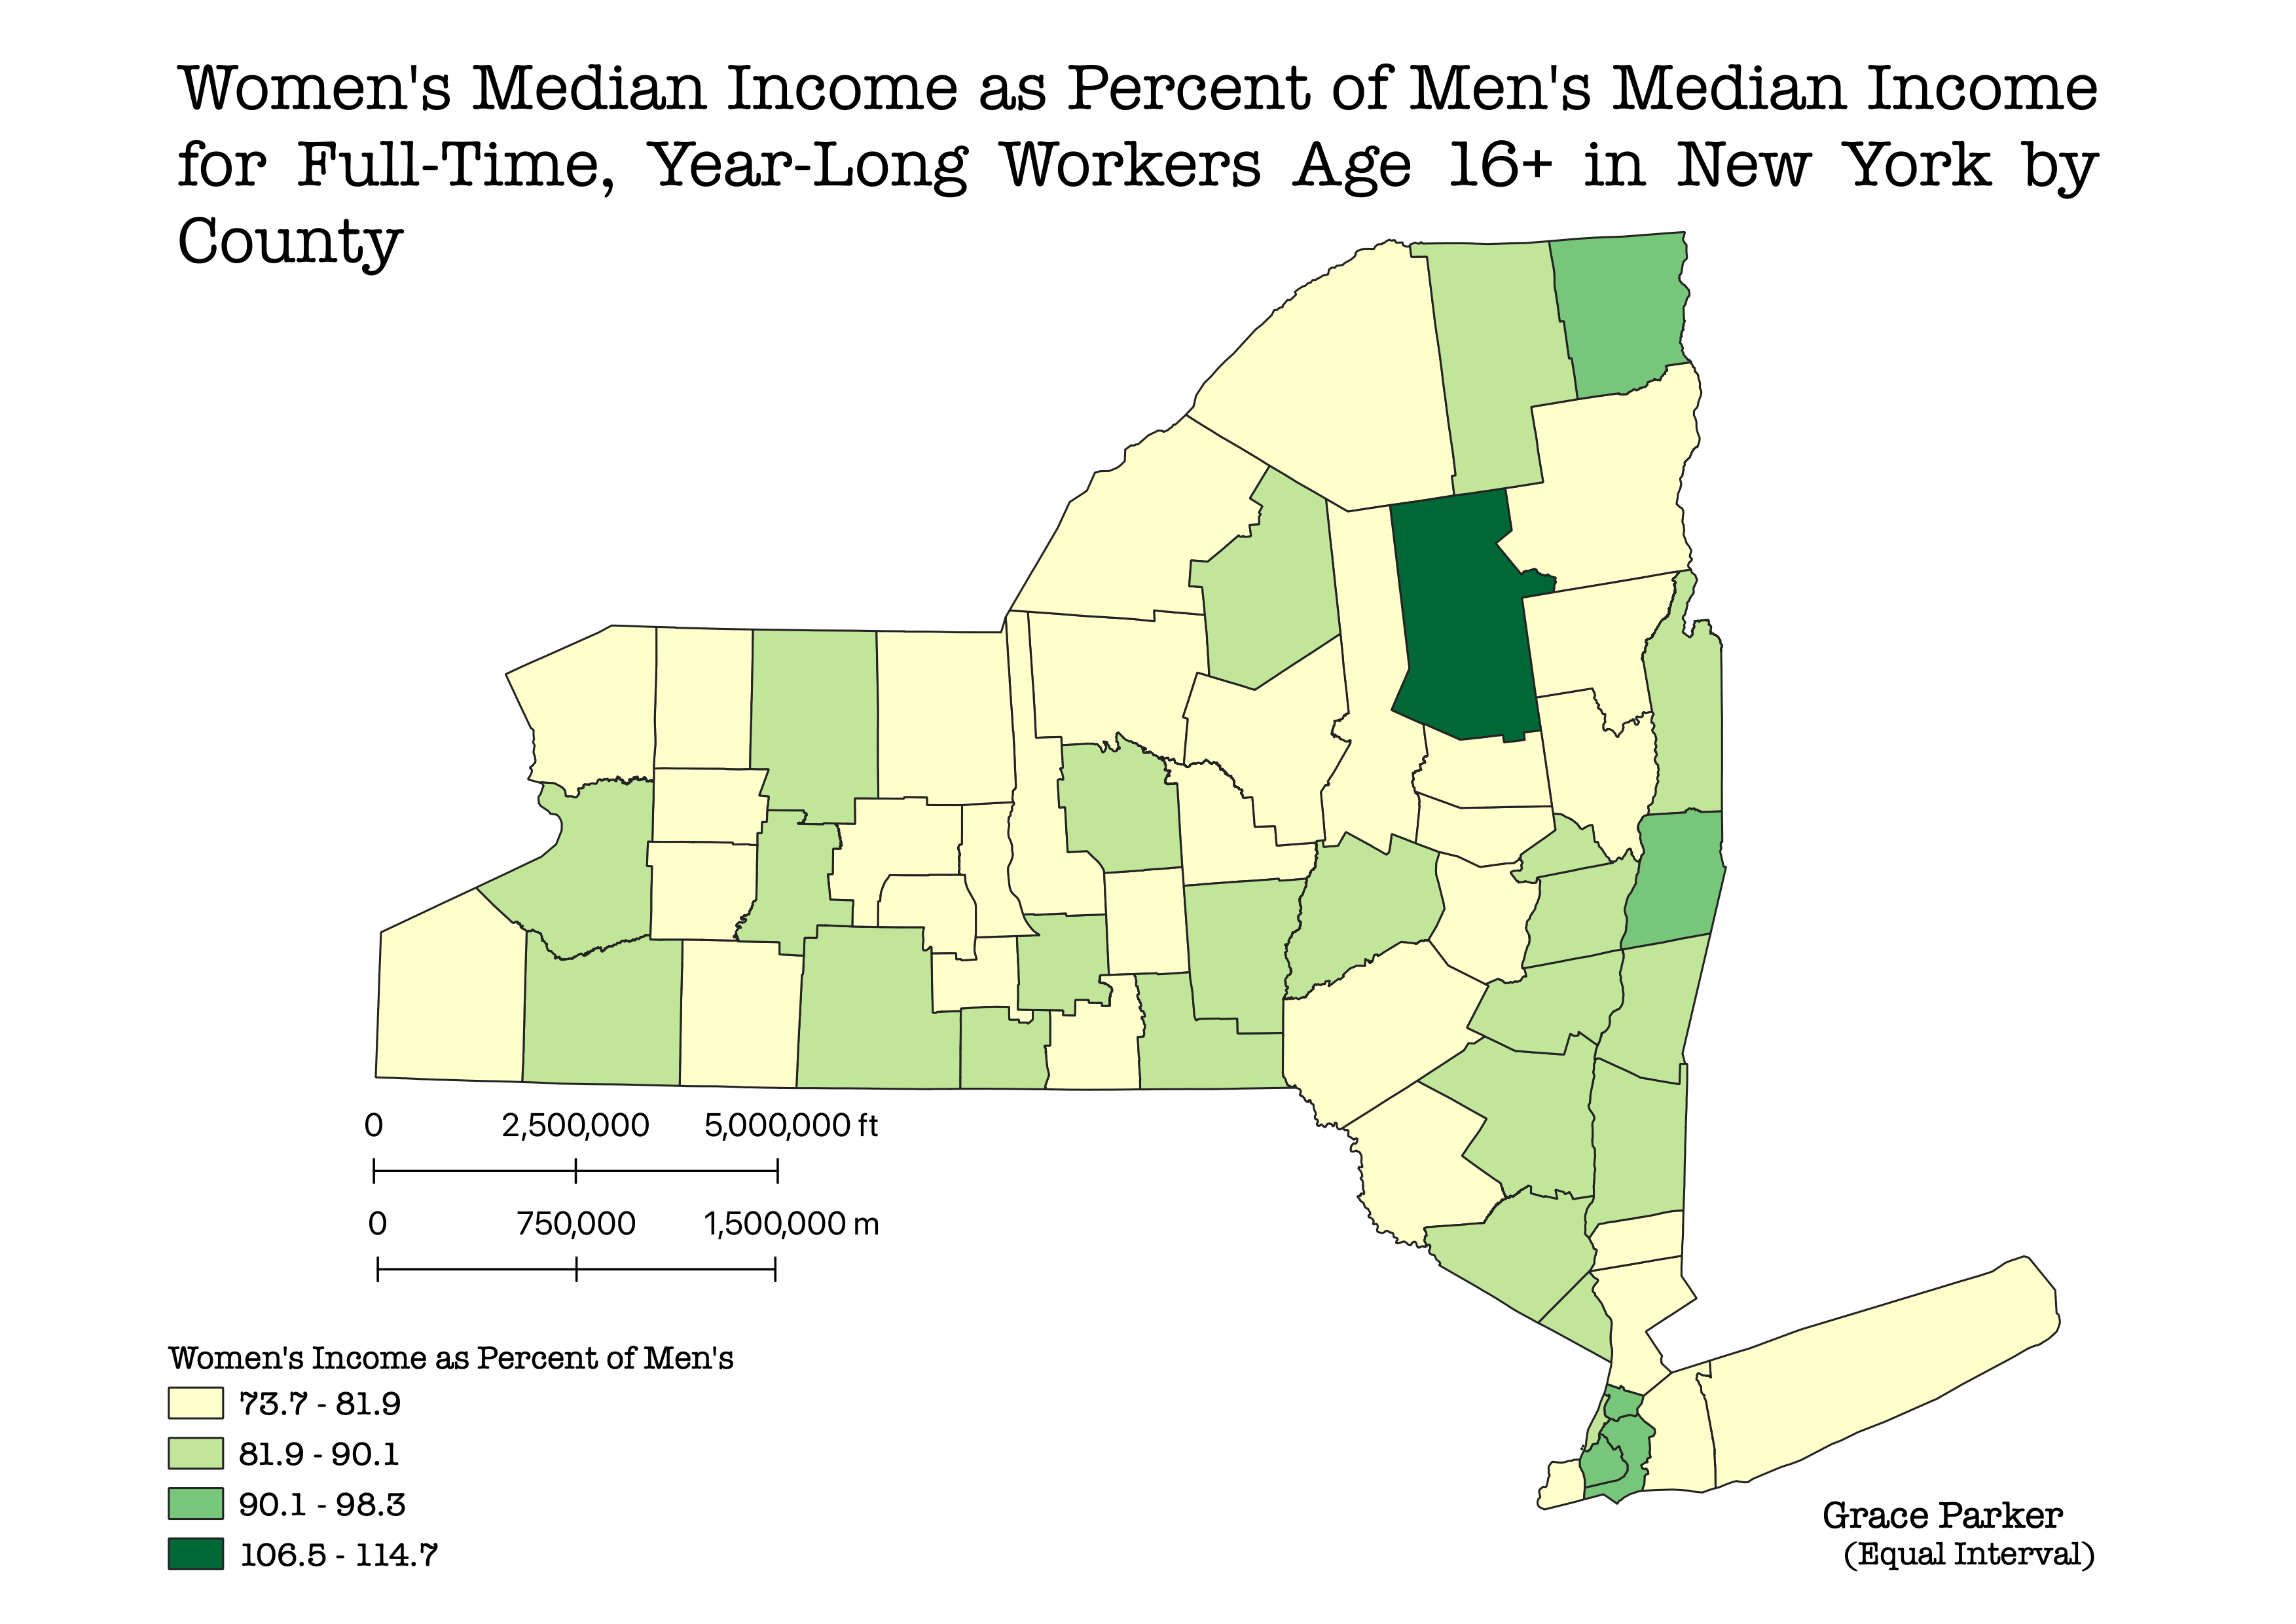 Women's Median Income as Percent of Men's Median Income
for Full-Time, Year-Long Workers Age 16+ in New York by
County
0 2,500,000 5,000,000 ft
0 750,000 1,500,000 m
Women's Income as Percent of Men's
73.7 - 81.9
81.9 - 90.1
90.1 - 98.3
106.5 - 114.7
Grace Parker
(Equal Interval)